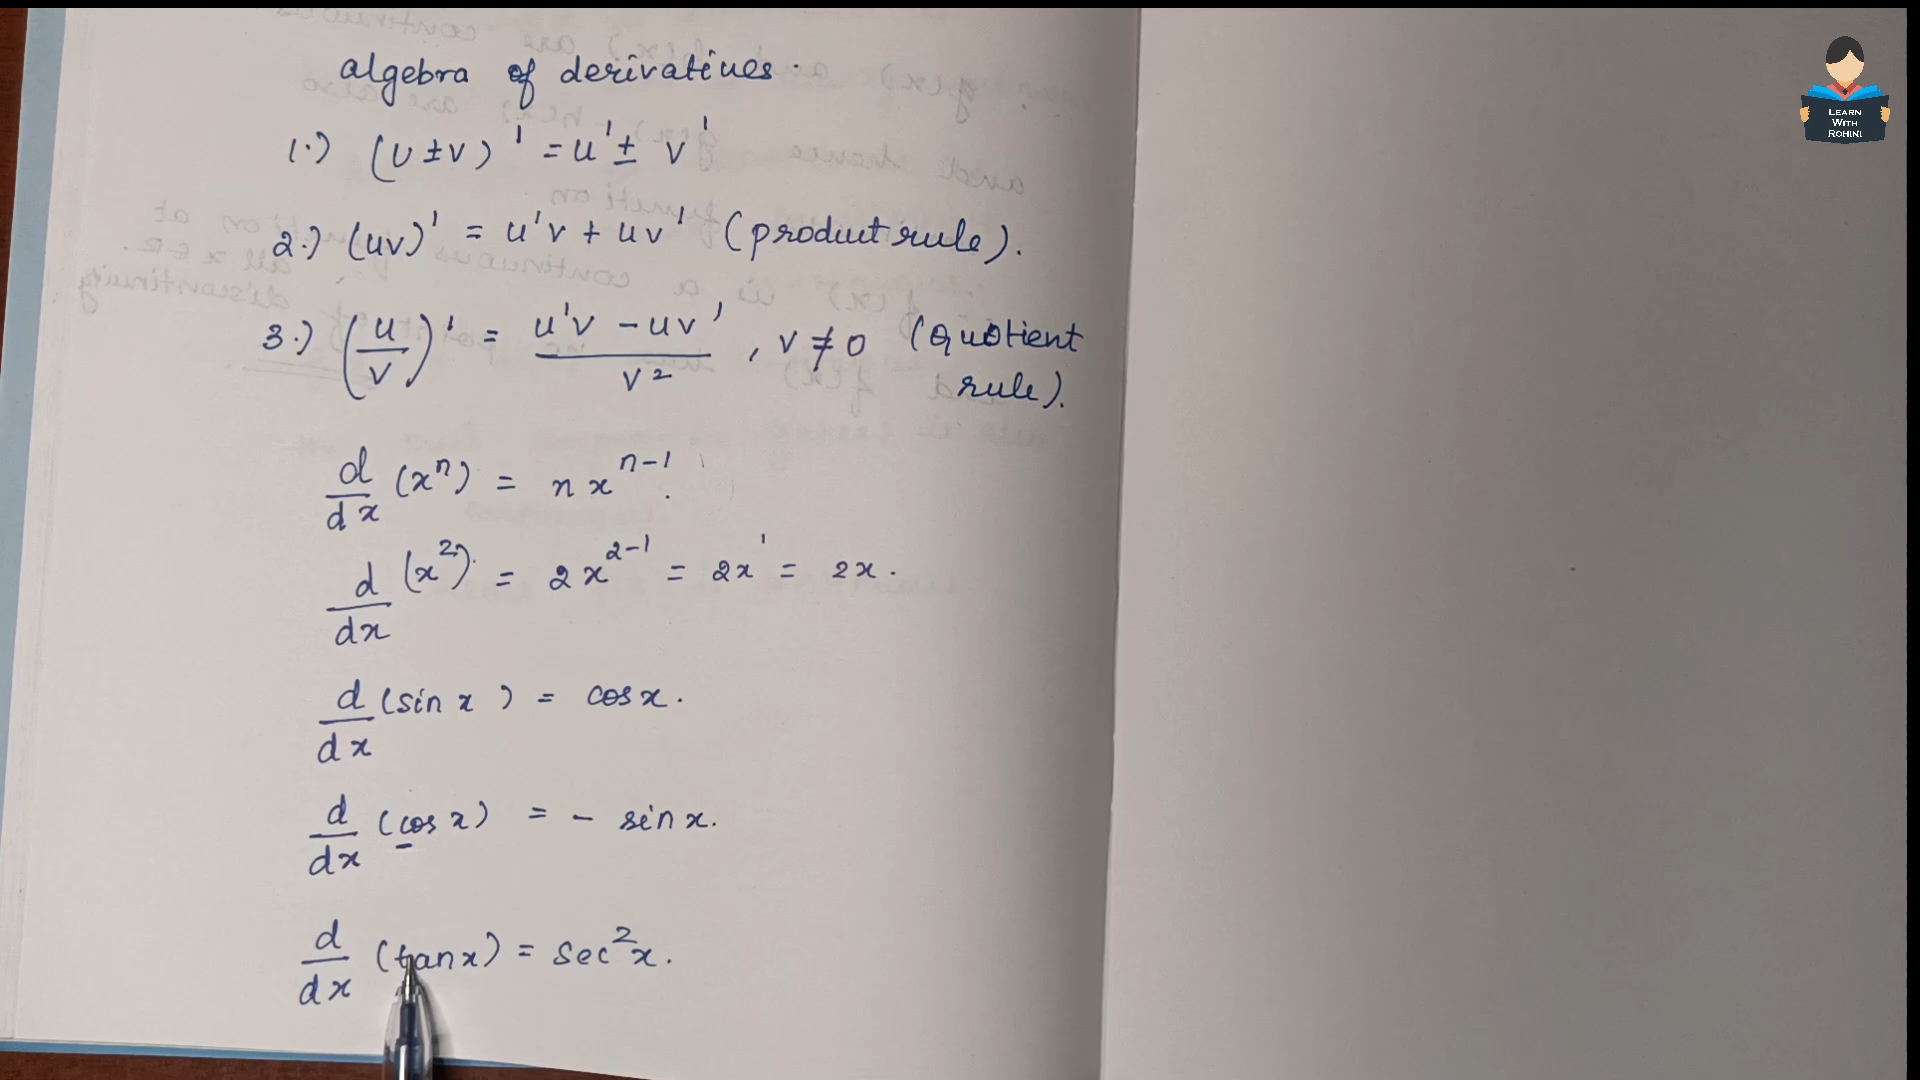 algebra of derivatives.
1.) (u ± v)' = u' ± v'
2.) (uv)' = u'v + uv' (product rule).
3.) (u/v)' = u'v - uv' / v², v ≠ 0 (Quotient rule).
d/dx (xⁿ) = n xⁿ⁻¹.
d/dx (x²) = 2x²⁻¹ = 2x¹ = 2x.
d/dx (sin x) = cos x.
d/dx (cos x) = - sin x.
d/dx (tan x) = sec²x.
LEARN
WITH
ROHINI